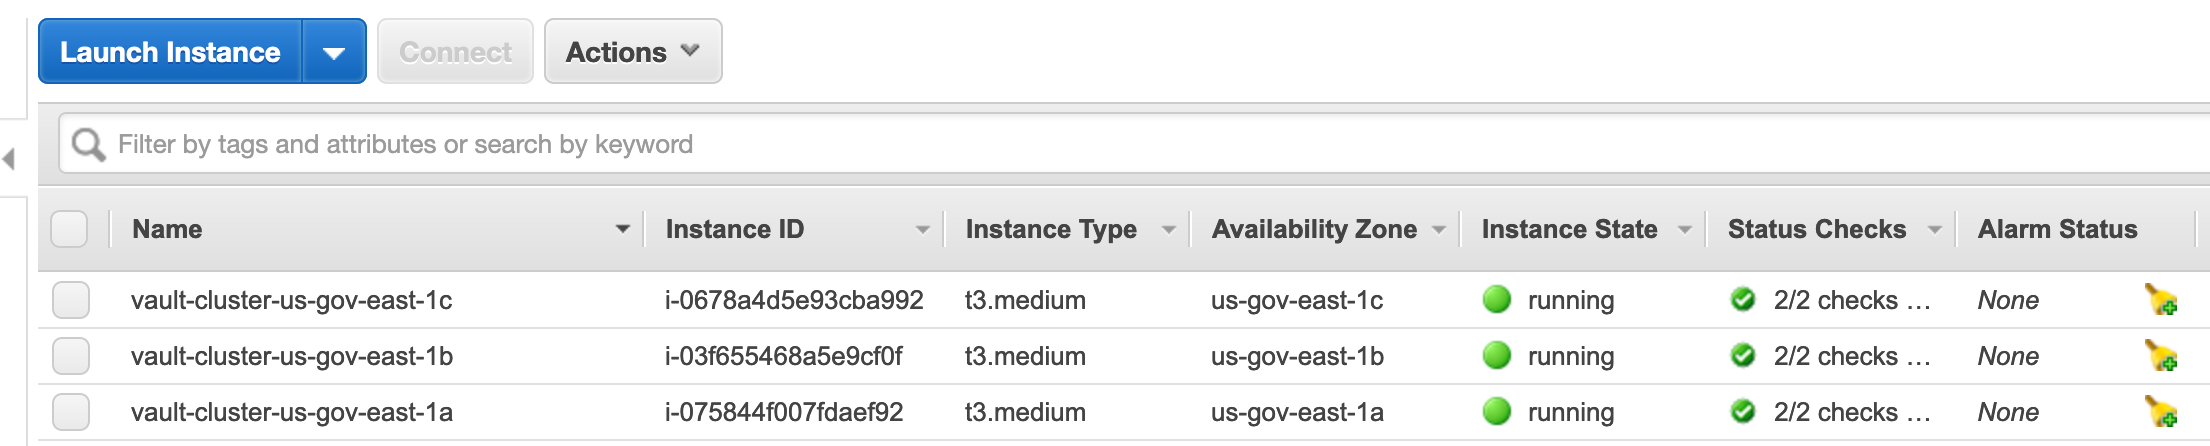 Launch Instance Connect Actions
Filter by tags and attributes or search by keyword
Name Instance ID Instance Type Availability Zone Instance State Status Checks Alarm Status
vault-cluster-us-gov-east-1c i-0678a4d5e93cba992 t3.medium us-gov-east-1c running 2/2 checks ... None
vault-cluster-us-gov-east-1b i-03f655468a5e9cf0f t3.medium us-gov-east-1b running 2/2 checks ... None
vault-cluster-us-gov-east-1a i-075844f007fdaef92 t3.medium us-gov-east-1a running 2/2 checks ... None